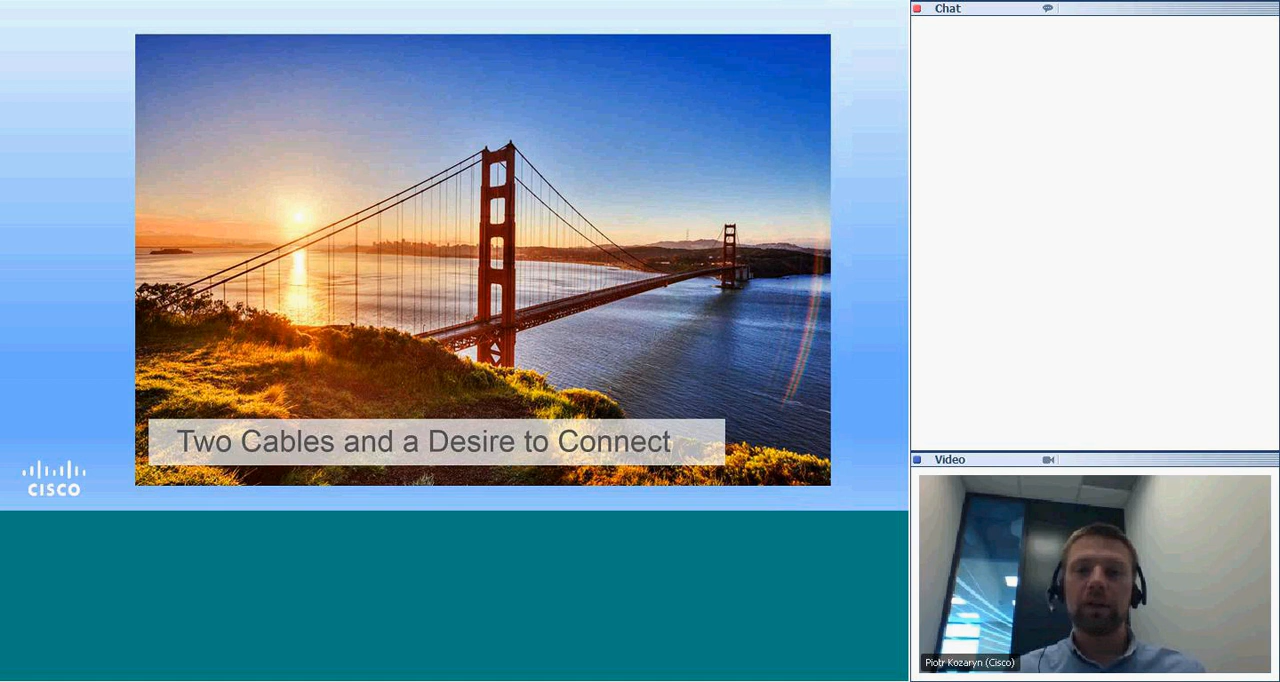 Two Cables and a Desire to Connect
CISCO
Chat
Video
Piotr Kozaryn (Cisco)